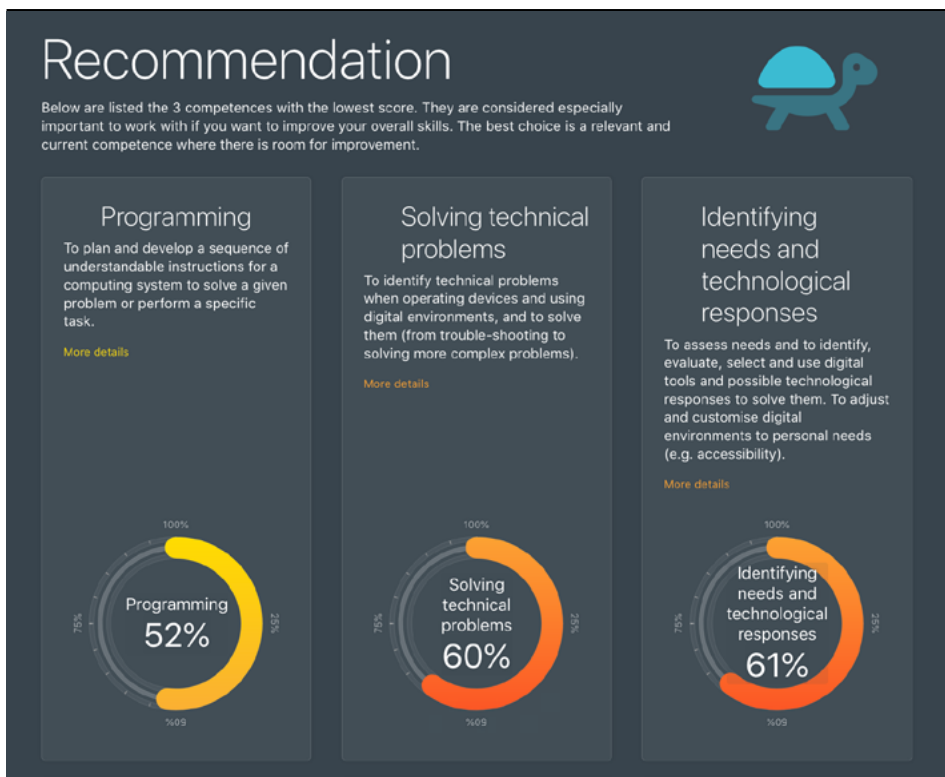 Recommendation
Below are listed the 3 competences with the lowest score. They are considered especially
important to work with if you want to improve your overall skills. The best choice is a relevant and
current competence where there is room for improvement.
Programming
To plan and develop a sequence of
understandable instructions for a
computing system to solve a given
problem or perform a specific
task.
More details
100%
75%
Programming
52%
25%
50%
Solving technical
problems
To identify technical problems
when operating devices and using
digital environments, and to solve
them (from trouble-shooting to
solving more complex problems).
More details
100%
75%
Solving
technical
problems
60%
25%
50%
Identifying
needs and
technological
responses
To assess needs and to identify,
evaluate, select and use digital
tools and possible technological
responses to solve them. To adjust
and customise digital
environments to personal needs
(e.g. accessibility).
More details
100%
75%
Identifying
needs and
technological
responses
61%
25%
50%